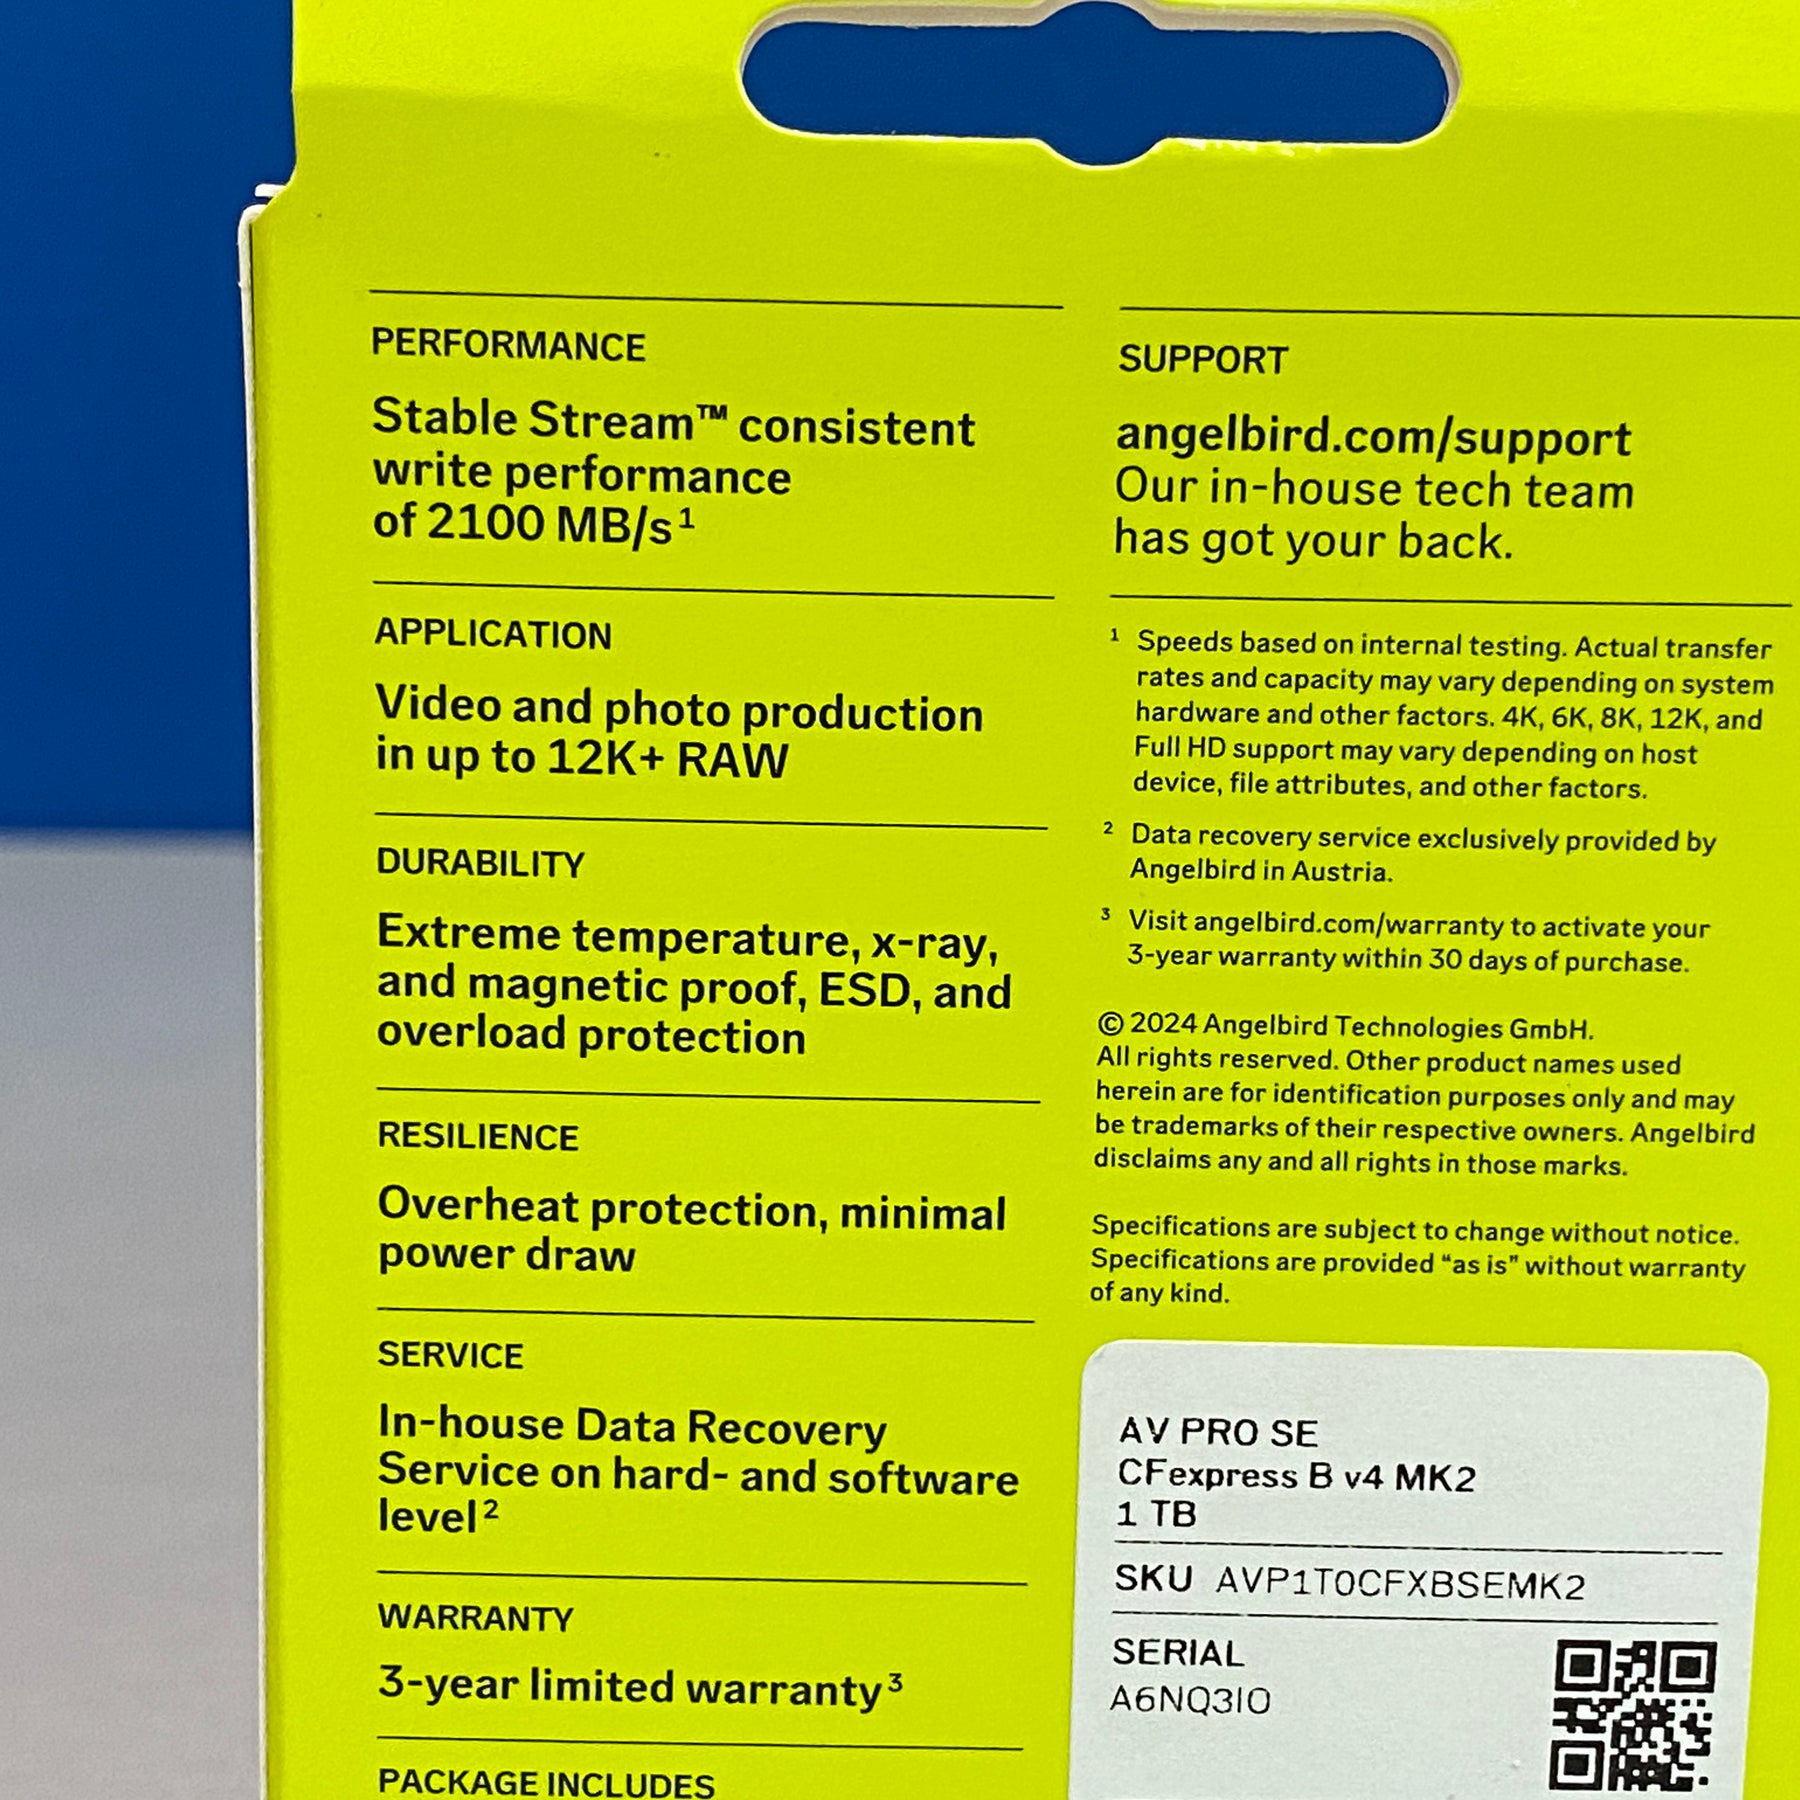 PERFORMANCE
Stable Stream™ consistent
write performance
of 2100 MB/s¹
APPLICATION
Video and photo production
in up to 12K+ RAW
DURABILITY
Extreme temperature, x-ray,
and magnetic proof, ESD, and
overload protection
RESILIENCE
Overheat protection, minimal
power draw
SERVICE
In-house Data Recovery
Service on hard- and software
level²
WARRANTY
3-year limited warranty³
PACKAGE INCLUDES
SUPPORT
angelbird.com/support
Our in-house tech team
has got your back.
¹ Speeds based on internal testing. Actual transfer
rates and capacity may vary depending on system
hardware and other factors. 4K, 6K, 8K, 12K, and
Full HD support may vary depending on host
device, file attributes, and other factors.
² Data recovery service exclusively provided by
Angelbird in Austria.
³ Visit angelbird.com/warranty to activate your
3-year warranty within 30 days of purchase.
© 2024 Angelbird Technologies GmbH.
All rights reserved. Other product names used
herein are for identification purposes only and may
be trademarks of their respective owners. Angelbird
disclaims any and all rights in those marks.
Specifications are subject to change without notice.
Specifications are provided “as is” without warranty
of any kind.
AV PRO SE
CFexpress B v4 MK2
1 TB
SKU AVP1T0CFXBSEMK2
SERIAL
A6NQ3IO